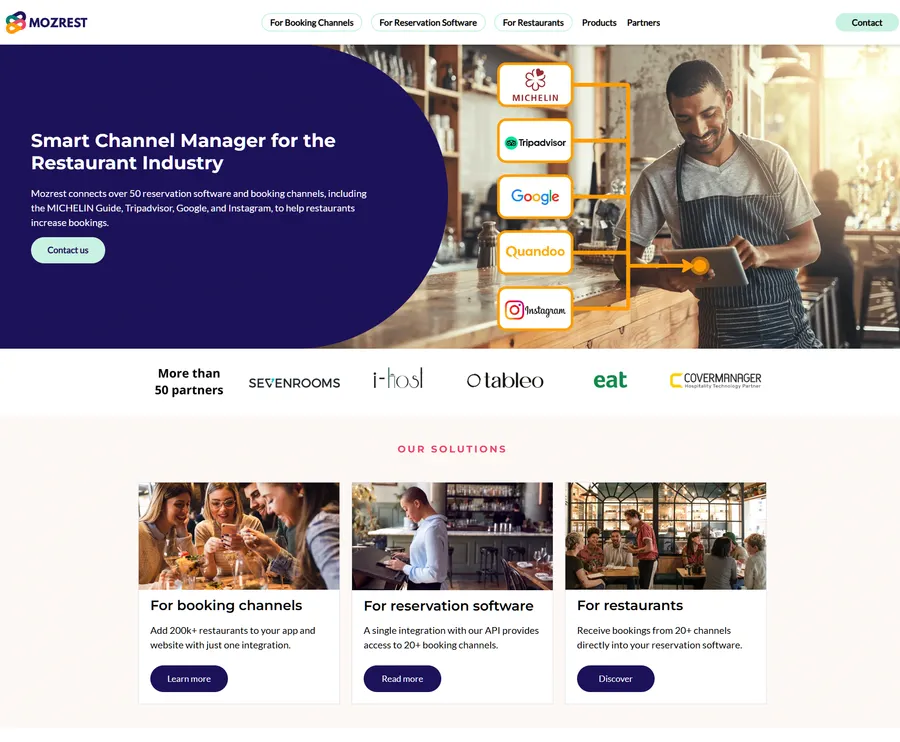 MOZREST
For Booking Channels
For Reservation Software
For Restaurants
Products
Partners
Contact
Smart Channel Manager for the
Restaurant Industry
Mozrest connects over 50 reservation software and booking channels, including
the MICHELIN Guide, Tripadvisor, Google, and Instagram, to help restaurants
increase bookings.
Contact us
MICHELIN
Tripadvisor
Google
Quandoo
Instagram
More than
50 partners
SEVENROOMS
i-host
tableo
eat
COVERMANAGER
Hospitality Technology Partner
OUR SOLUTIONS
For booking channels
Add 200k+ restaurants to your app and
website with just one integration.
Learn more
For reservation software
A single integration with our API provides
access to 20+ booking channels.
Read more
For restaurants
Receive bookings from 20+ channels
directly into your reservation software.
Discover